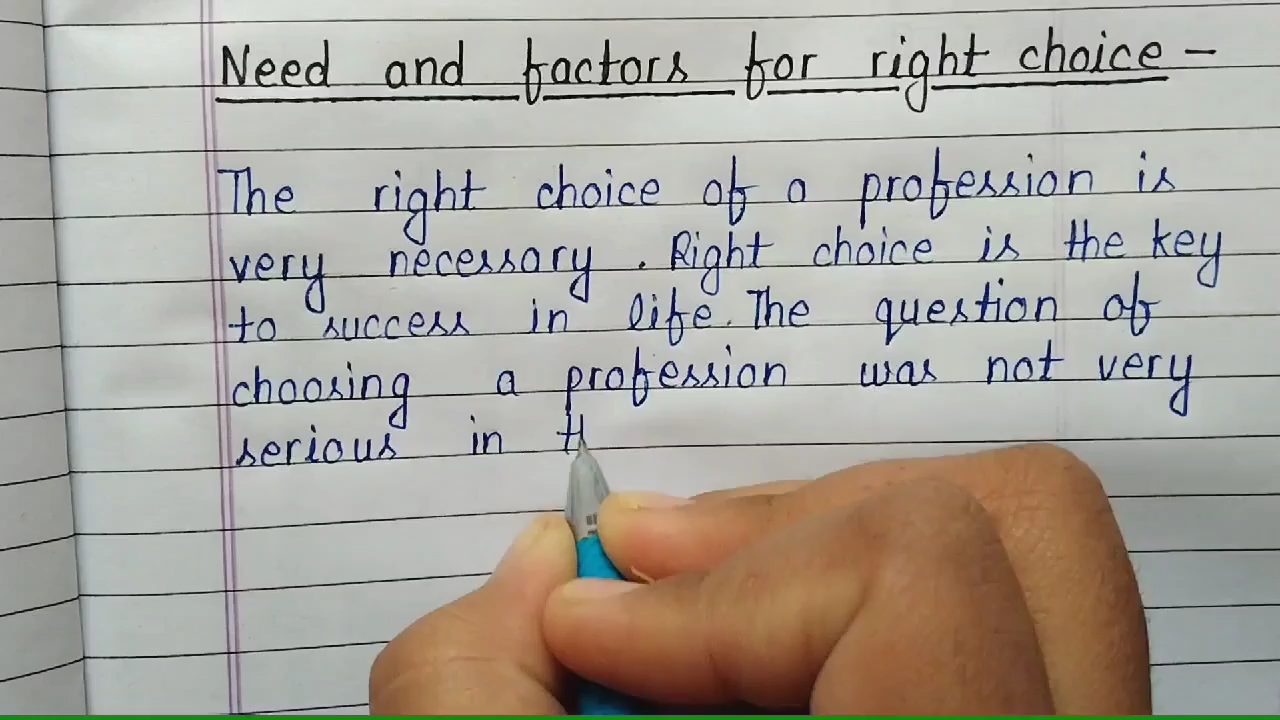 Need and factors for right choice -
The right choice of a profession is
very necessary. Right choice is the key
to success in life. The question of
choosing a profession was not very
serious in th